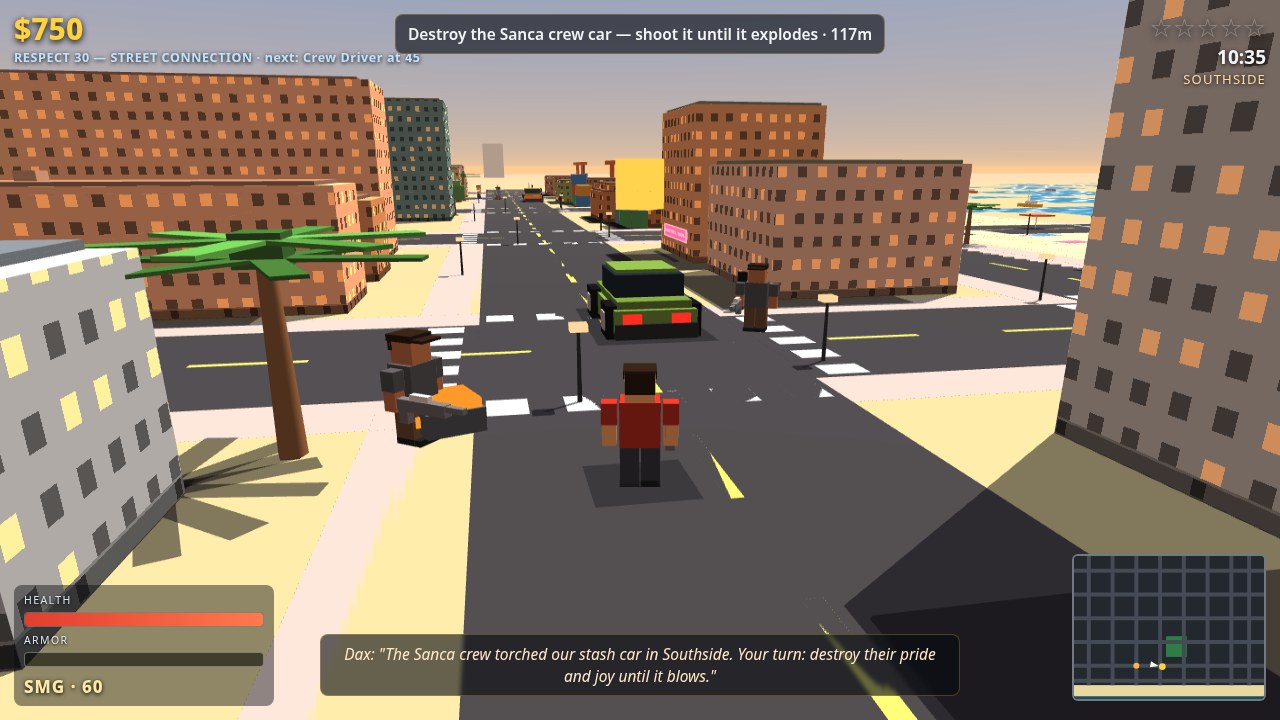 $750
Destroy the Sanca crew car — shoot it until it explodes · 117m
RESPECT 30 — STREET CONNECTION · next: Crew Driver at 45
10:35
SOUTHSIDE
HEALTH
ARMOR
SMG · 60
Dax: "The Sanca crew torched our stash car in Southside. Your turn: destroy their pride
and joy until it blows."